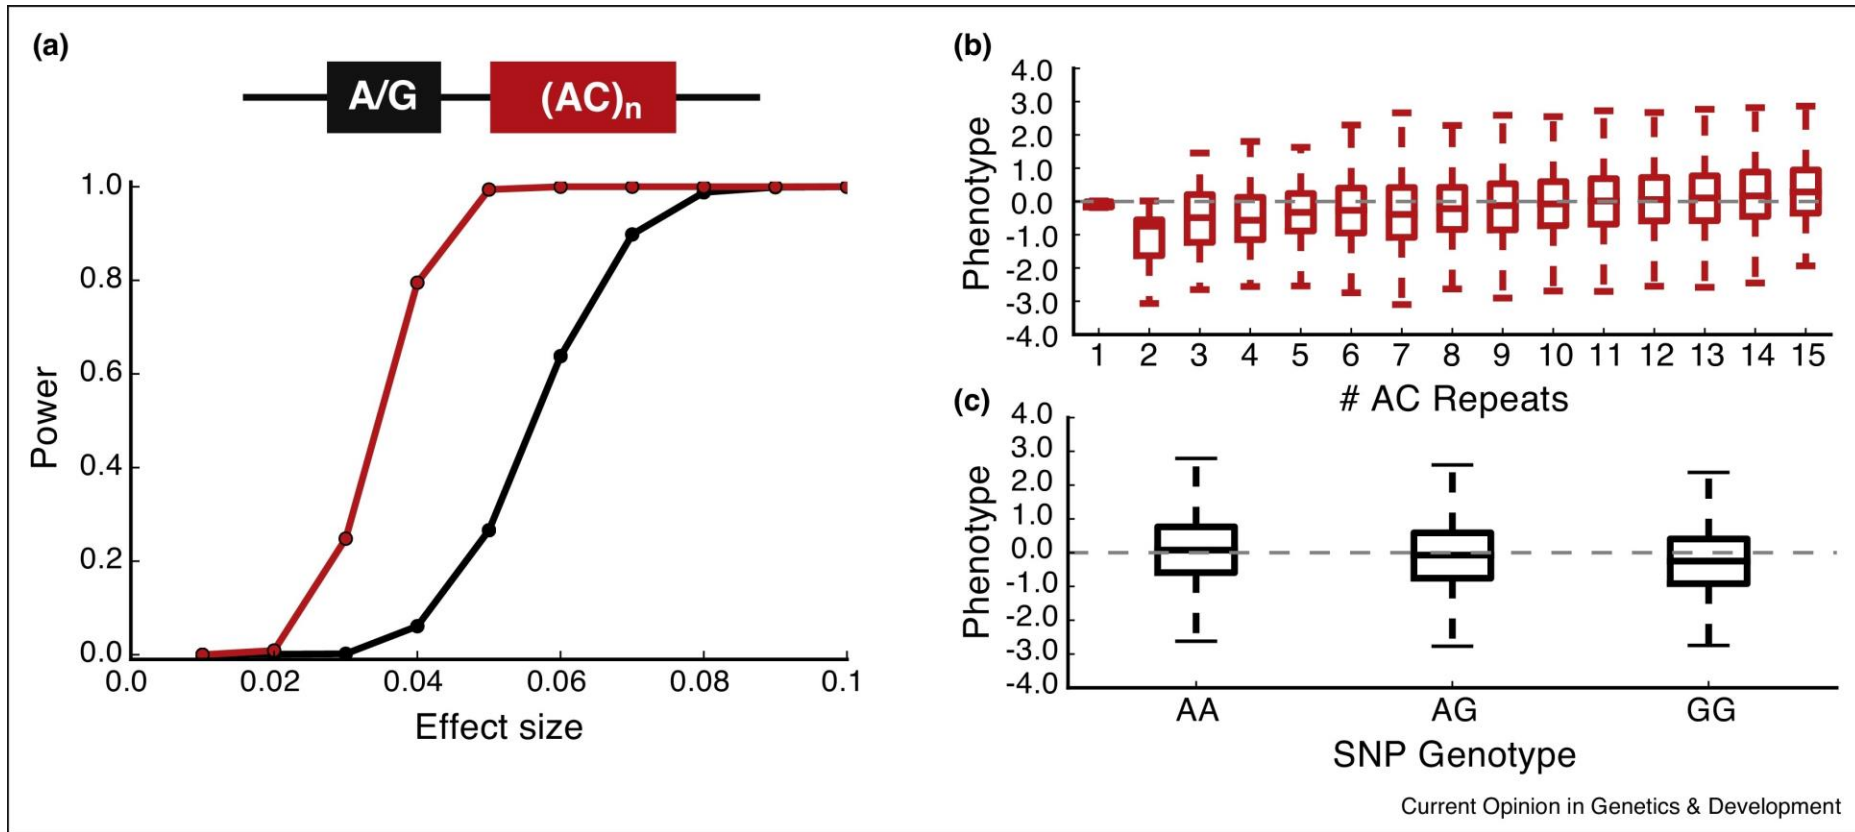 (a)
A/G
(AC)n
1.0
0.8
0.6
0.4
0.2
0.0
Power
0.0 0.02 0.04 0.06 0.08 0.1
Effect size
(b)
4.0
3.0
2.0
1.0
0.0
-1.0
-2.0
-3.0
-4.0
Phenotype
1 2 3 4 5 6 7 8 9 10 11 12 13 14 15
# AC Repeats
(c)
4.0
3.0
2.0
1.0
0.0
-1.0
-2.0
-3.0
-4.0
Phenotype
AA AG GG
SNP Genotype
Current Opinion in Genetics & Development